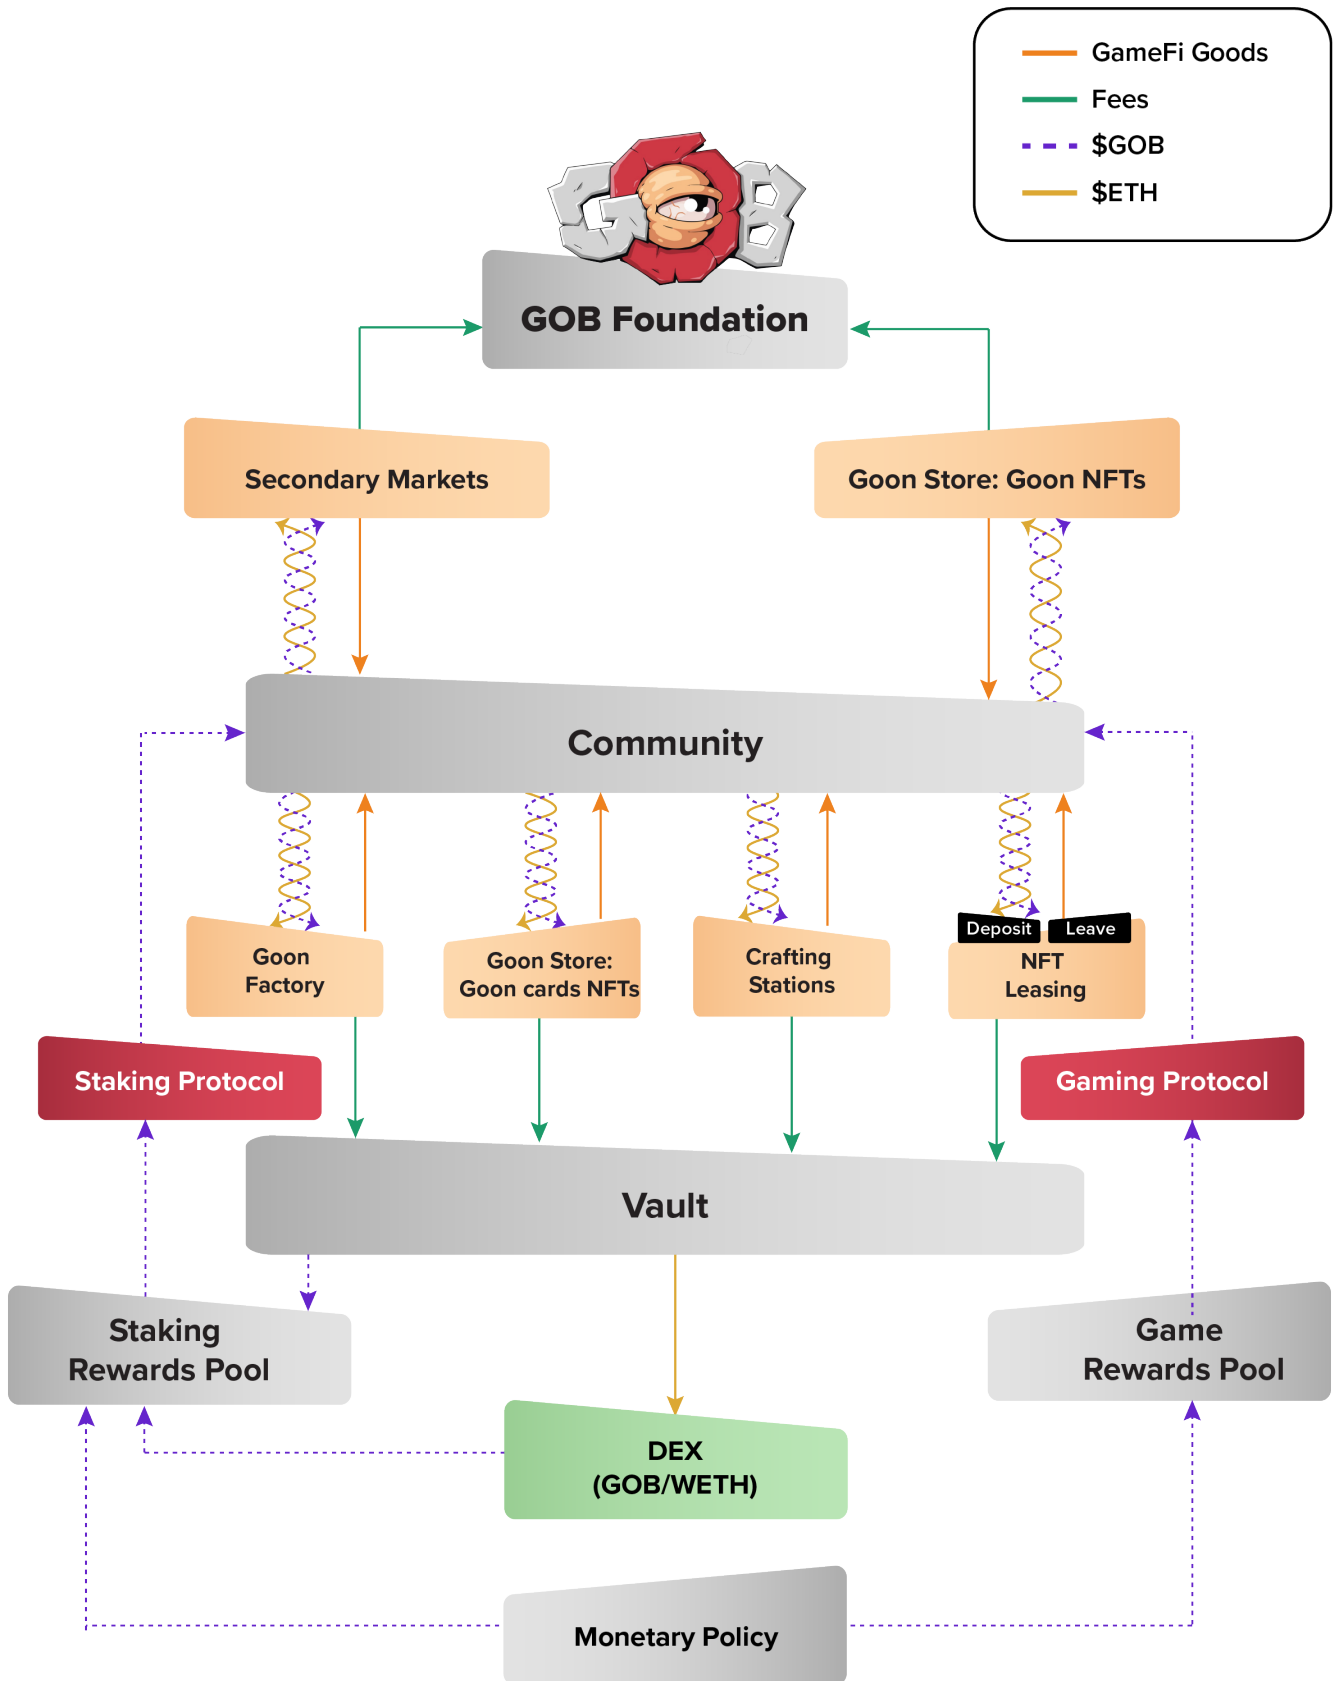 GameFi Goods
Fees
$GOB
$ETH
GOB
GOB Foundation
Secondary Markets
Goon Store: Goon NFTs
Community
Deposit
Leave
Goon
Factory
Goon Store:
Goon cards NFTs
Crafting
Stations
NFT
Leasing
Staking Protocol
Gaming Protocol
Vault
Staking
Rewards Pool
Game
Rewards Pool
DEX
(GOB/WETH)
Monetary Policy